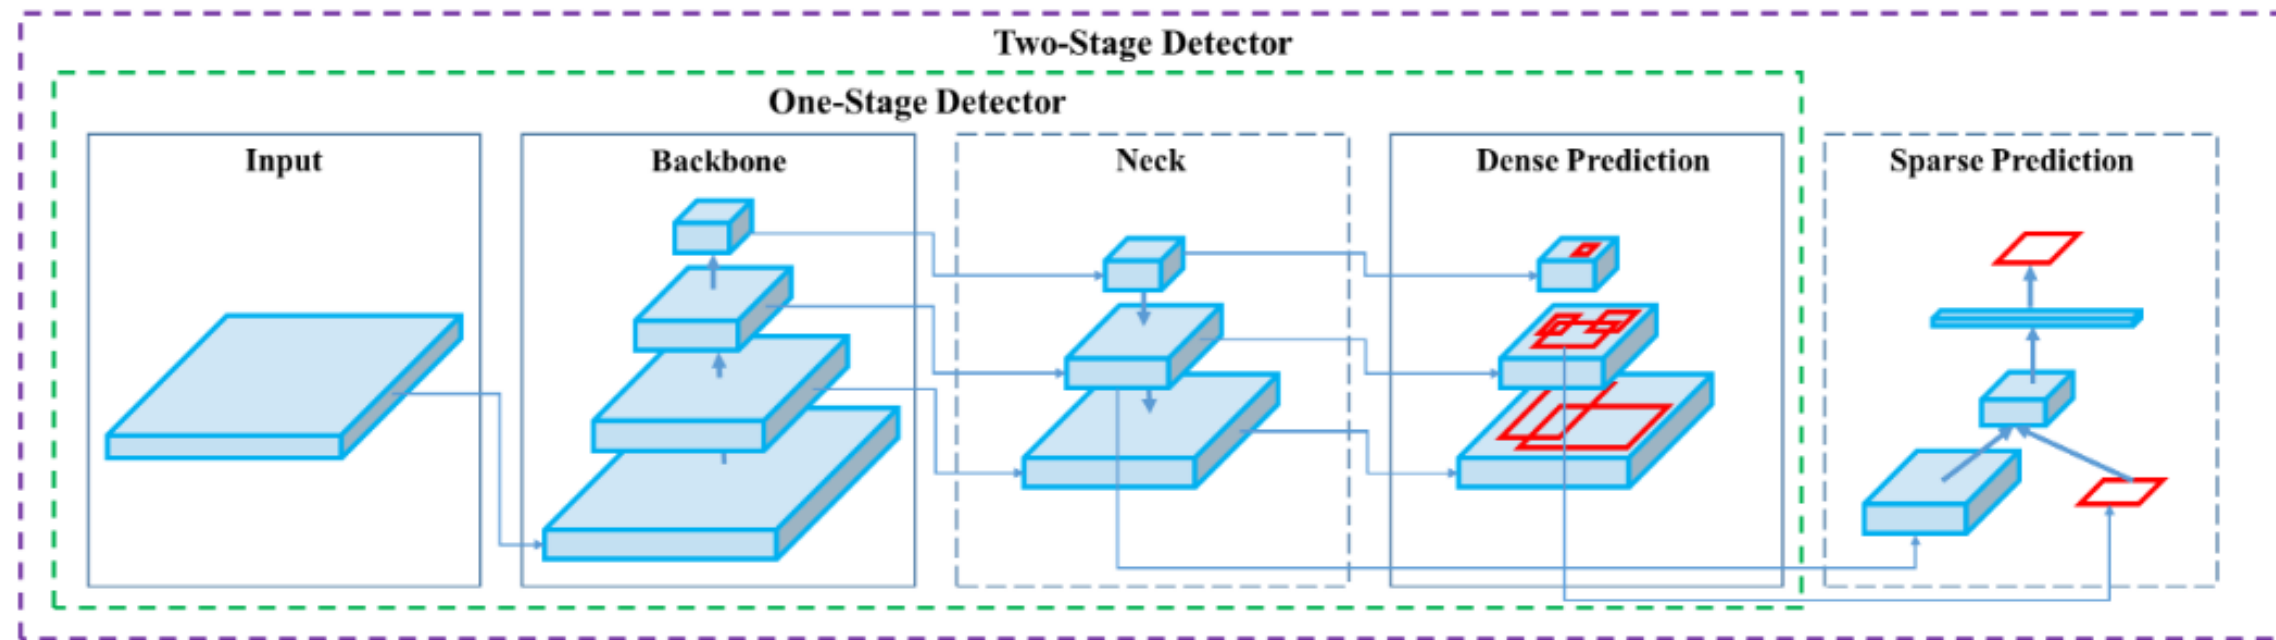 Two-Stage Detector
One-Stage Detector
Input
Backbone
Neck
Dense Prediction
Sparse Prediction